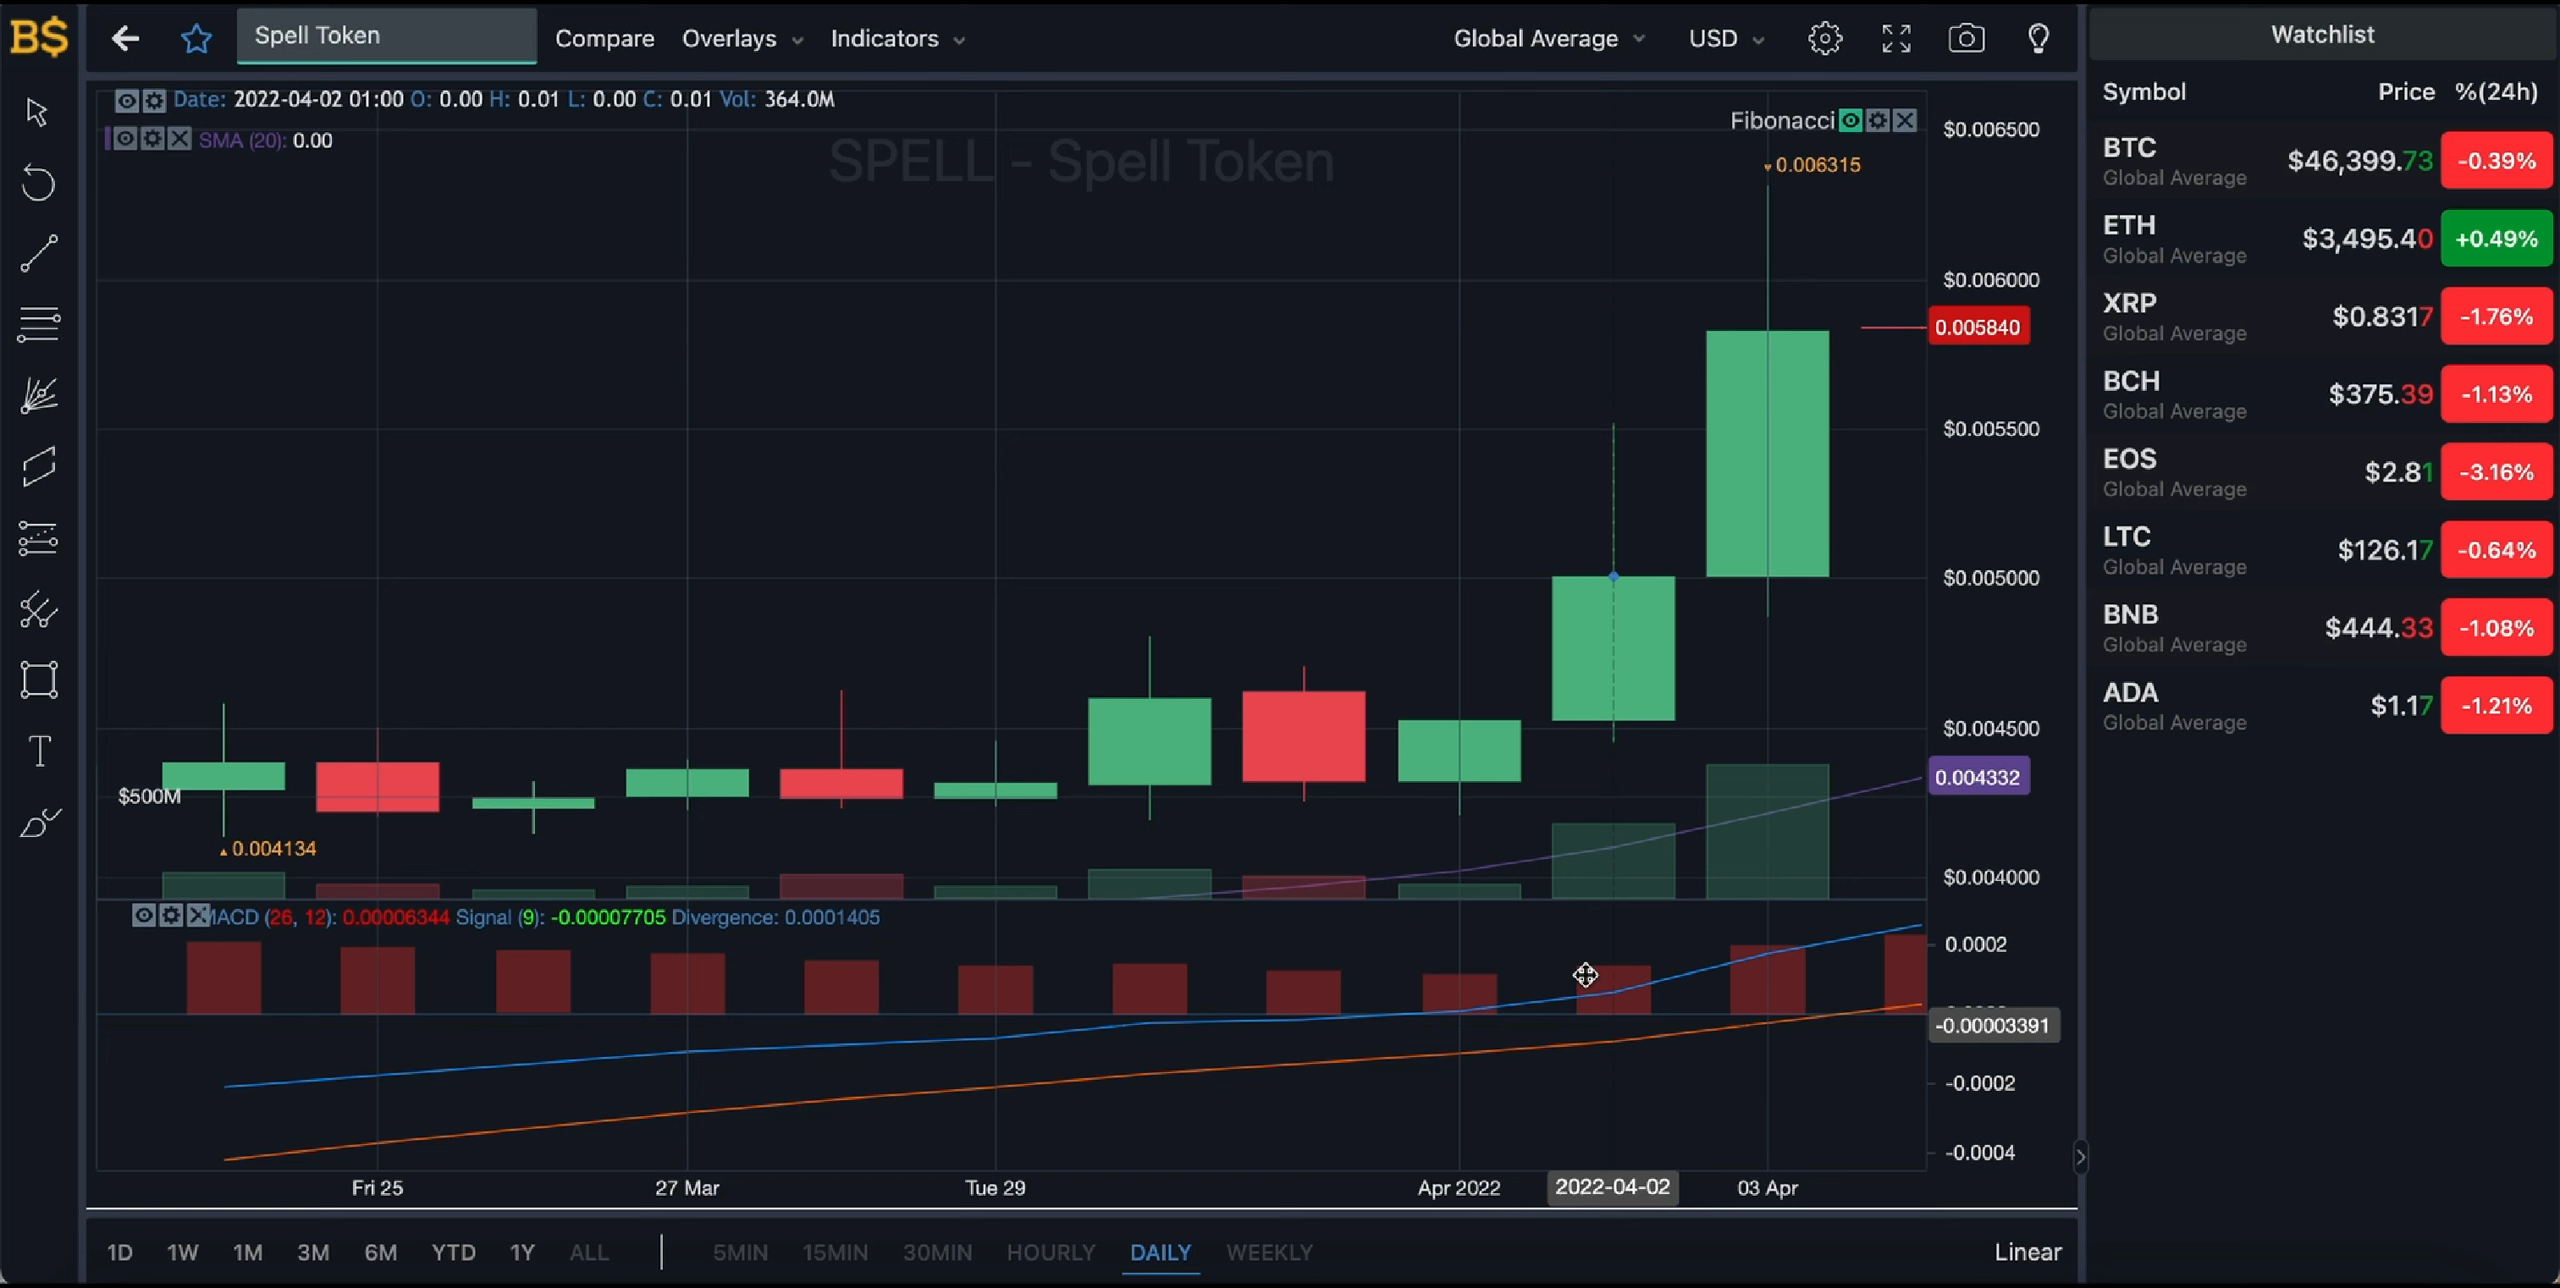 B$
Spell Token
Compare Overlays Indicators
Global Average USD
Date: 2022-04-02 01:00 O: 0.00 H: 0.01 L: 0.00 C: 0.01 Vol: 364.0M
SMA (20): 0.00
SPELL - Spell Token
Fibonacci
0.006315
$0.006500
$0.006000
0.005840
$0.005500
$0.005000
$0.004500
0.004332
$0.004000
$500M
0.004134
MACD (26, 12): 0.00006344 Signal (9): -0.00007705 Divergence: 0.0001405
0.0002
-0.00003391
-0.0002
-0.0004
Fri 25 27 Mar Tue 29 Apr 2022 2022-04-02 03 Apr
1D 1W 1M 3M 6M YTD 1Y ALL 5MIN 15MIN 30MIN HOURLY DAILY WEEKLY Linear
Watchlist
Symbol Price %(24h)
BTC $46,399.73 -0.39%
Global Average
ETH $3,495.40 +0.49%
Global Average
XRP $0.8317 -1.76%
Global Average
BCH $375.39 -1.13%
Global Average
EOS $2.81 -3.16%
Global Average
LTC $126.17 -0.64%
Global Average
BNB $444.33 -1.08%
Global Average
ADA $1.17 -1.21%
Global Average